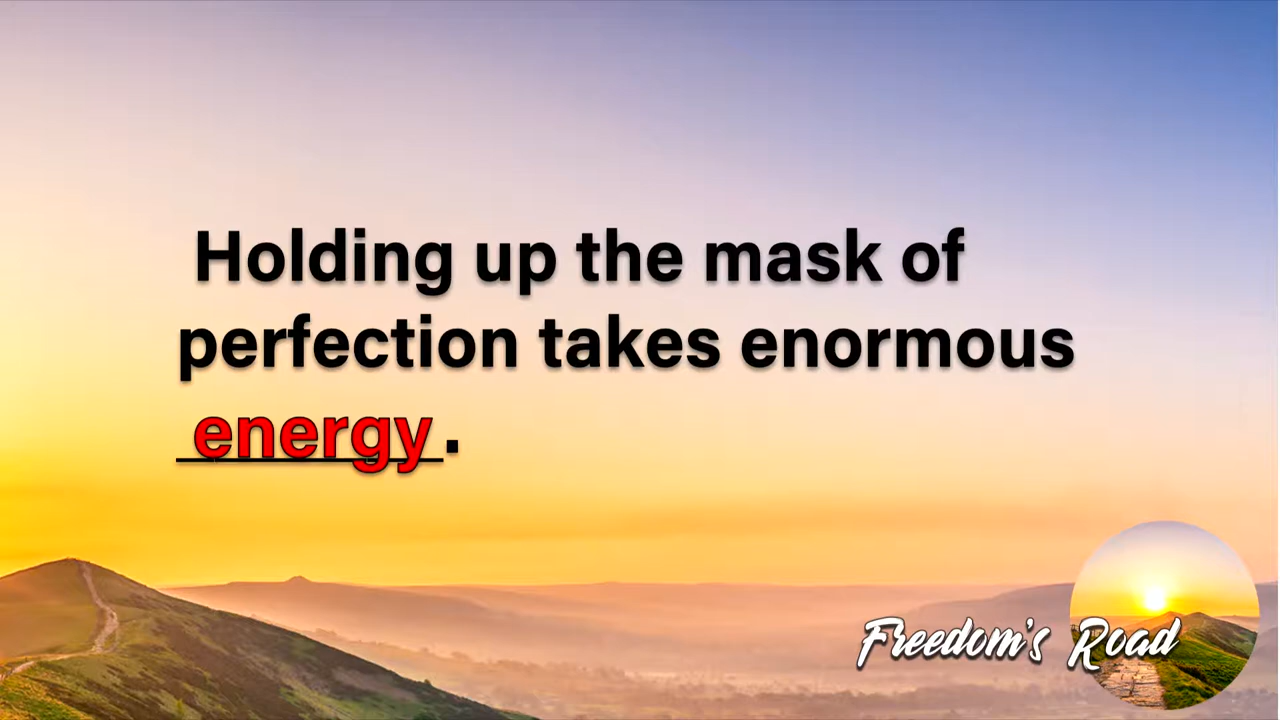 Holding up the mask of
perfection takes enormous
energy.
Freedom's Road